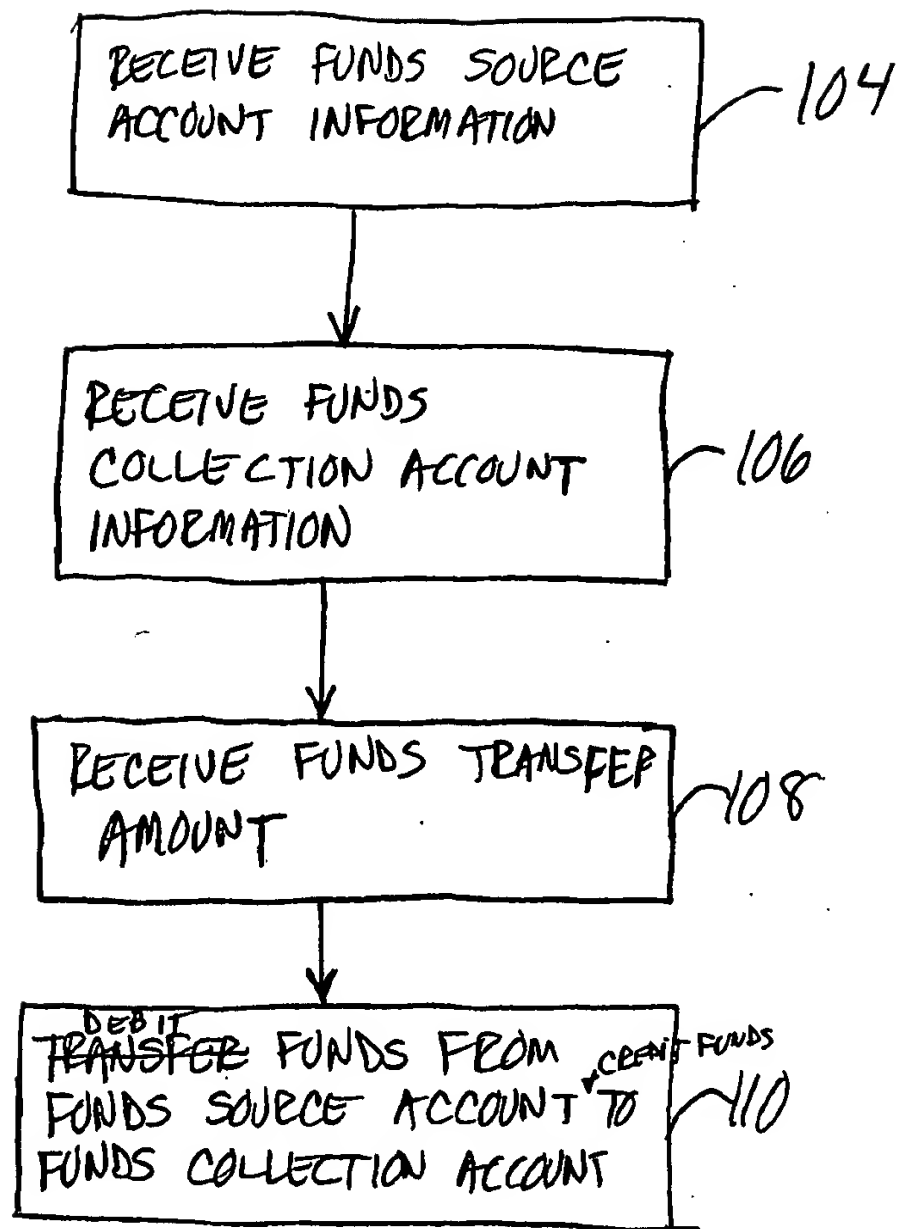 RECEIVE FUNDS SOURCE
ACCOUNT INFORMATION
104
RECEIVE FUNDS
COLLECTION ACCOUNT
INFORMATION
106
RECEIVE FUNDS TRANSFER
AMOUNT
108
DEBIT
TRANSFER FUNDS FROM
CREDIT FUNDS
FUNDS SOURCE ACCOUNT TO
FUNDS COLLECTION ACCOUNT
110